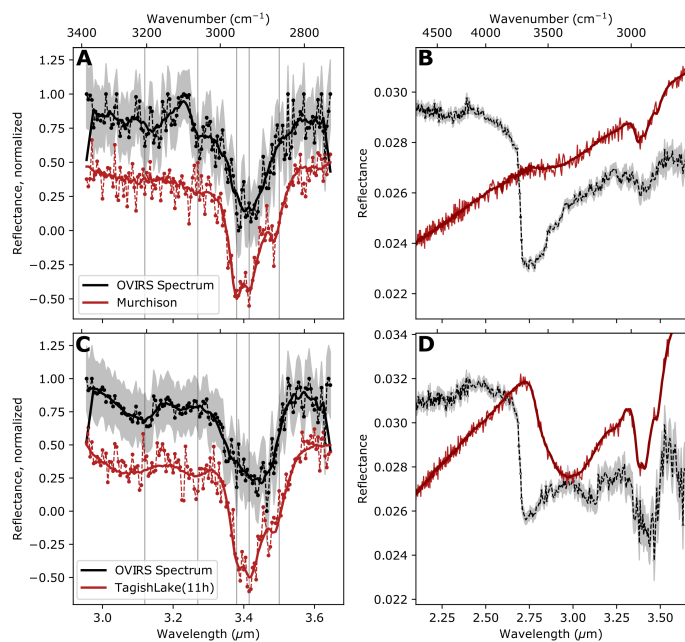 Wavenumber (cm⁻¹)
Wavenumber (cm⁻¹)
3400 3200 3000 2800
4500 4000 3500 3000
A
B
Reflectance, normalized
1.25
1.00
0.75
0.50
0.25
0.00
−0.25
−0.50
OVIRS Spectrum
Murchison
Reflectance
0.030
0.028
0.026
0.024
0.022
C
D
Reflectance, normalized
1.25
1.00
0.75
0.50
0.25
0.00
−0.25
−0.50
OVIRS Spectrum
TagishLake(11h)
3.0 3.2 3.4 3.6
Wavelength (μm)
Reflectance
0.034
0.032
0.030
0.028
0.026
0.024
0.022
2.25 2.50 2.75 3.00 3.25 3.50
Wavelength (μm)